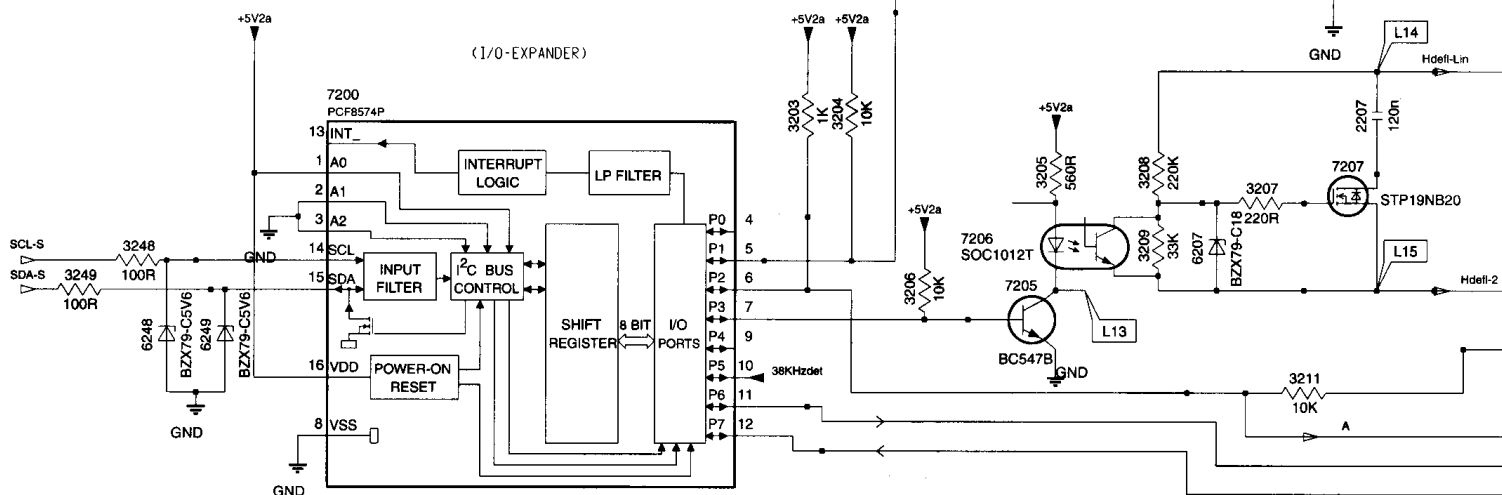 +5V2a
(I/O-EXPANDER)
7200
PCF8574P
13 INT_
1 A0
2 A1
3 A2
14 SCL
15 SDA
16 VDD
8 VSS
GND
GND
GND
GND
SCL-S
SDA-S
3248
100R
3249
100R
6248
BZX79-C5V6
6249
BZX79-C5V6
INTERRUPT
LOGIC
LP FILTER
INPUT
FILTER
I2C BUS
CONTROL
POWER-ON
RESET
SHIFT
REGISTER
8 BIT
I/O
PORTS
P0 4
P1 5
P2 6
P3 7
P4 9
P5 10
P6 11
P7 12
38KHzdet
+5V2a
+5V2a
3203
1K
3204
10K
+5V2a
3206
10K
+5V2a
3205
560R
7206
SOC1012T
7205
BC547B
GND
L13
3208
220K
3209
33K
6207
BZX79-C18
3207
220R
7207
STP19NB20
2207
120n
GND
L14
Hdefl-Lin
L15
Hdefl-2
3211
10K
A